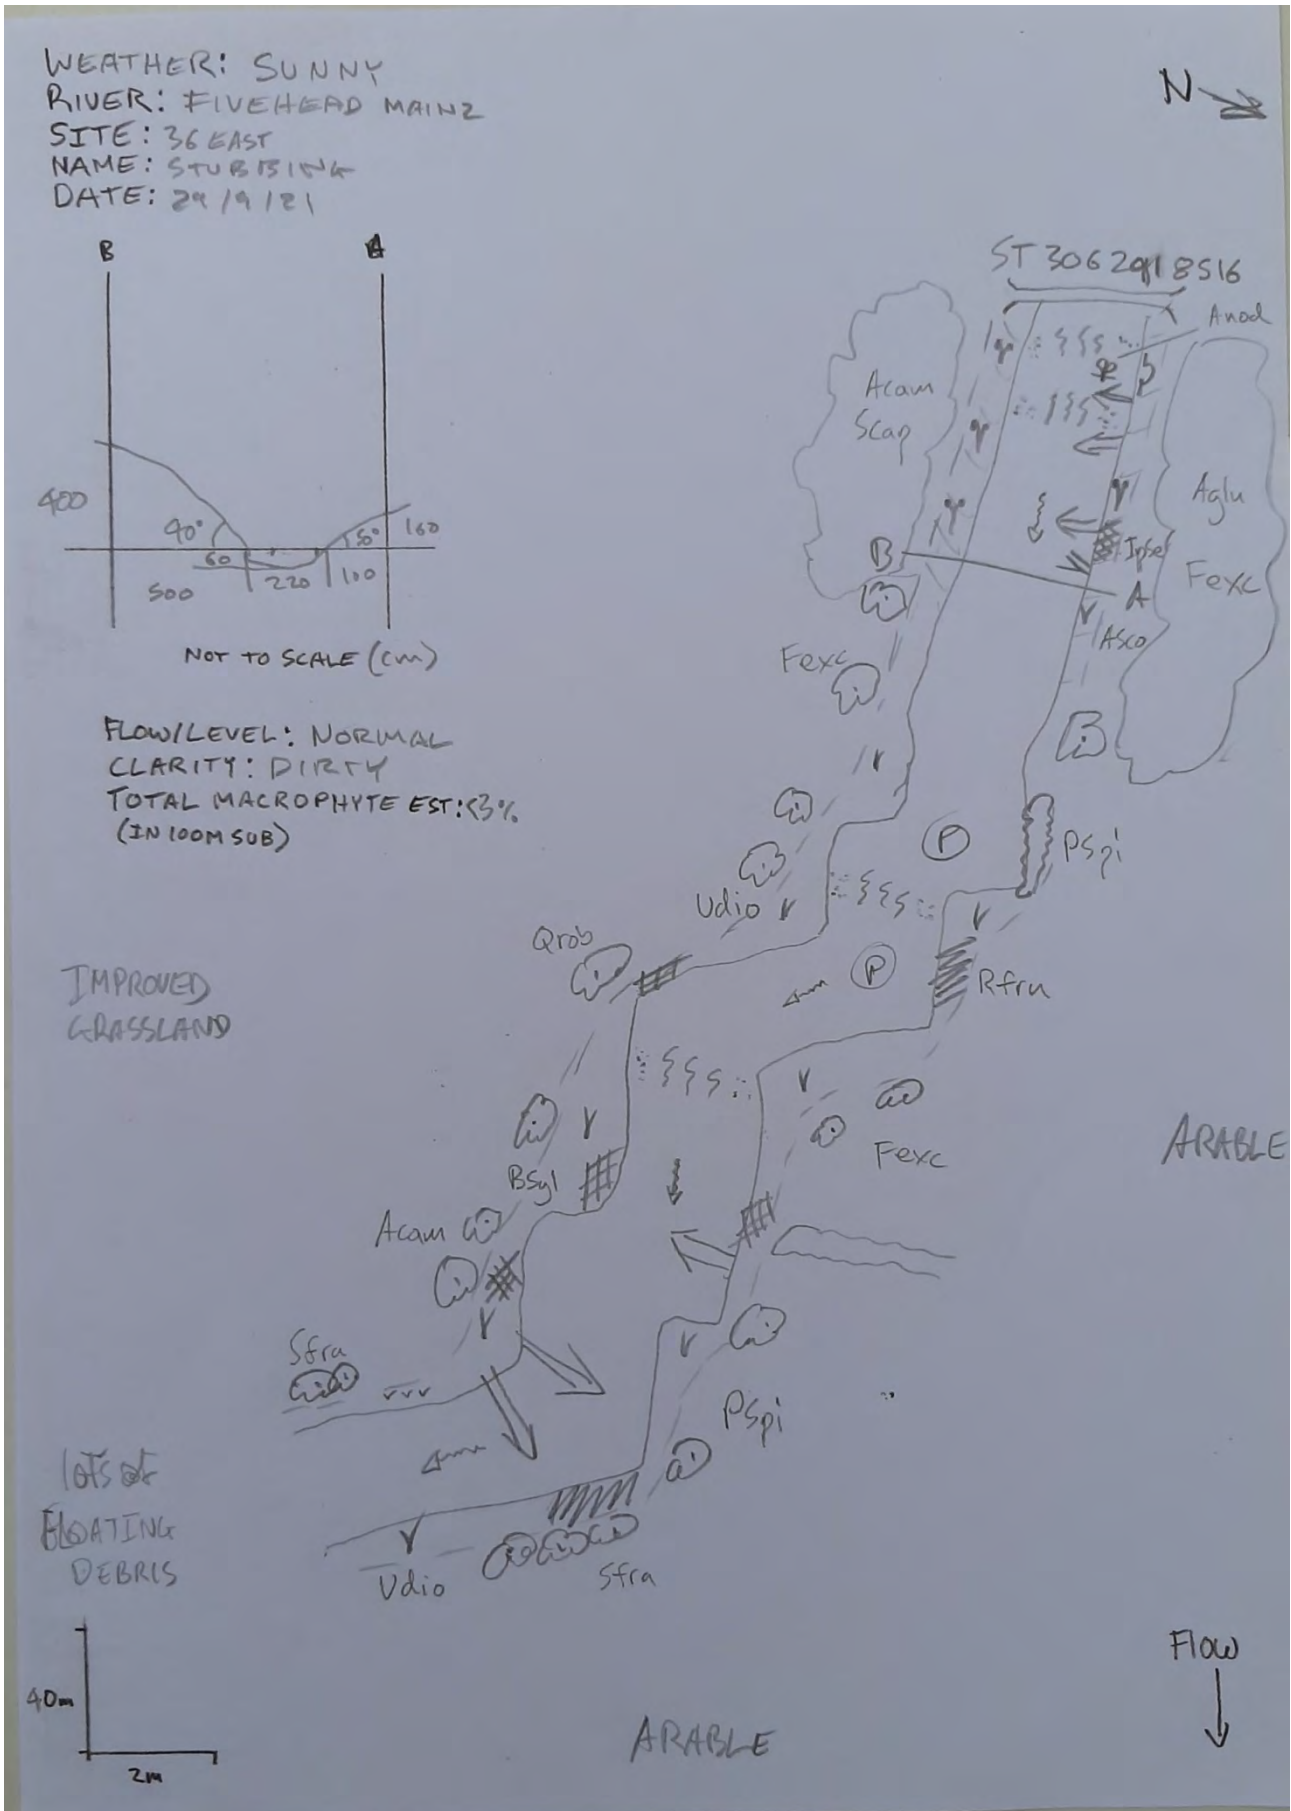 WEATHER: SUNNY
RIVER: FIVEHEAD MAINZ
SITE: 36 EAST
NAME: STUBBING
DATE: 29/9/21
N
B
A
400
40°
60
500
220
50°
100
160
NOT TO SCALE (cm)
FLOW/LEVEL: NORMAL
CLARITY: DIRTY
TOTAL MACROPHYTE EST: <3%
(IN 100M SUB)
ST 30629 18516
Anod
Acam
Scap
Aglu
Fexc
B
A
Asco
Fexc
PSpi
Udio
Qrob
Rfru
IMPROVED
GRASSLAND
P
P
Fexc
ARABLE
BSyl
Acam
Sfra
PSpi
LOTS OF
FLOATING
DEBRIS
Udio
Sfra
40m
2m
ARABLE
Flow